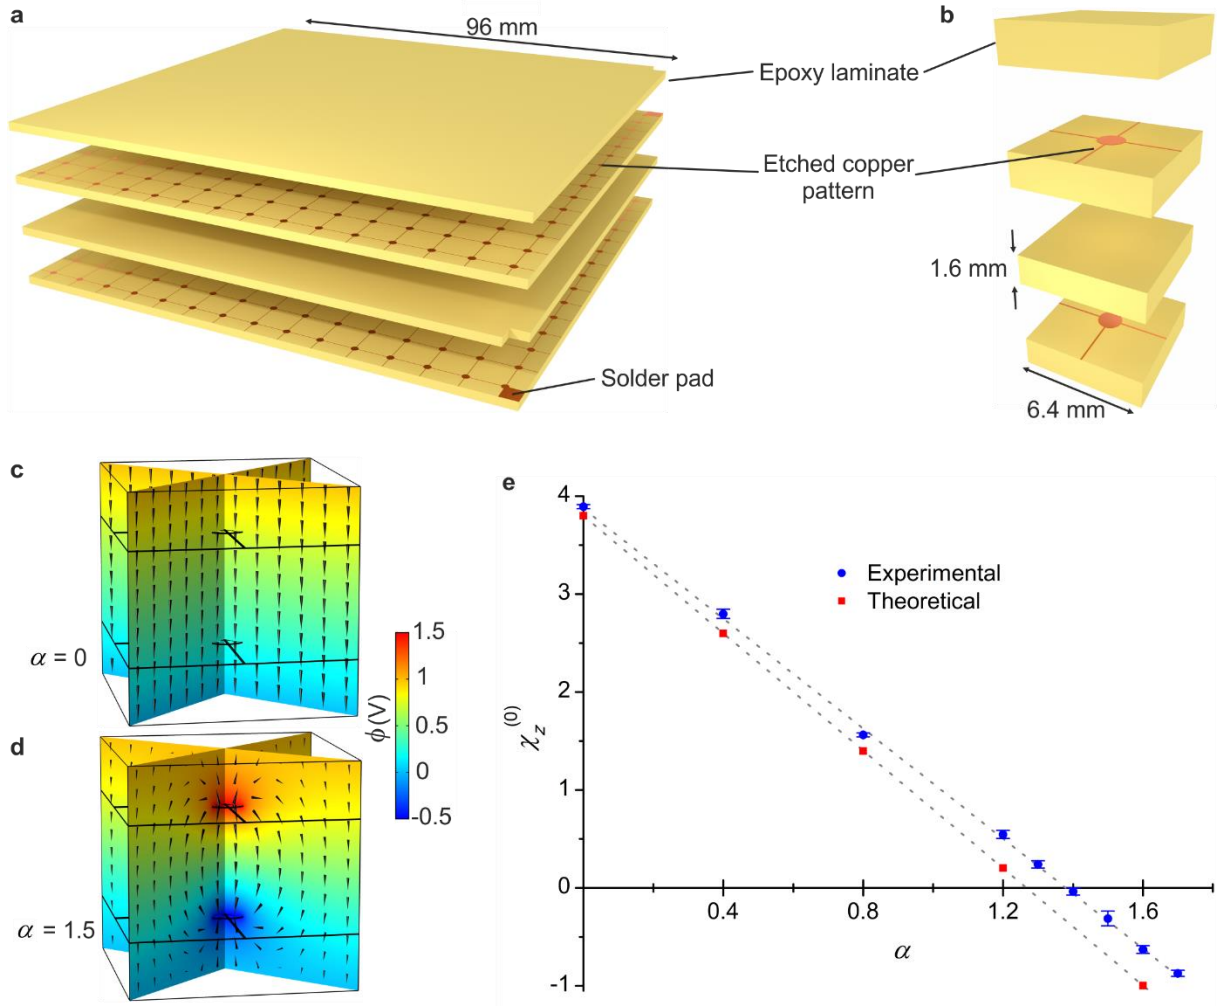 a
96 mm
b
Epoxy laminate
Etched copper
pattern
1.6 mm
Solder pad
6.4 mm
c
α = 0
d
α = 1.5
ϕ(V)
1.5
1
0.5
0
-0.5
e
χz(0)
4
3
2
1
0
-1
0.4
0.8
1.2
1.6
α
Experimental
Theoretical